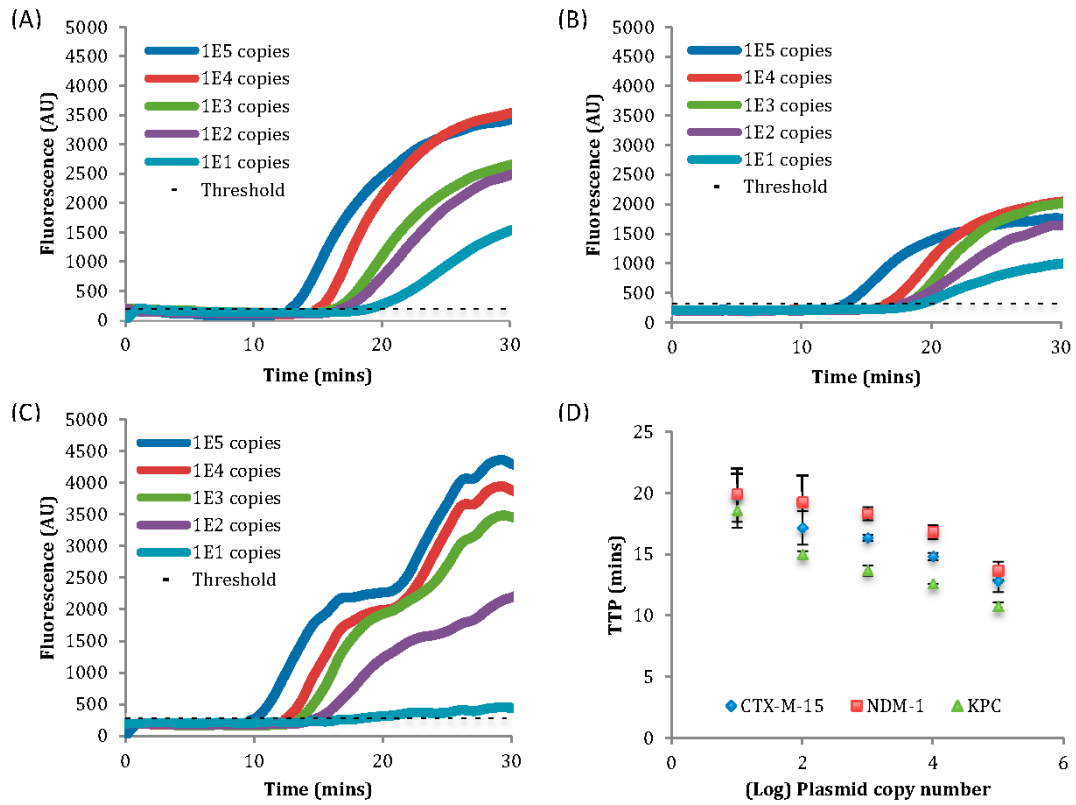 (A)
5000
4500
4000
3500
3000
2500
2000
1500
1000
500
0
Fluorescence (AU)
1E5 copies
1E4 copies
1E3 copies
1E2 copies
1E1 copies
Threshold
0
10
20
30
Time (mins)
(B)
5000
4500
4000
3500
3000
2500
2000
1500
1000
500
0
Fluorescence (AU)
1E5 copies
1E4 copies
1E3 copies
1E2 copies
1E1 copies
Threshold
0
10
20
30
Time (mins)
(C)
5000
4500
4000
3500
3000
2500
2000
1500
1000
500
0
Fluorescence (AU)
1E5 copies
1E4 copies
1E3 copies
1E2 copies
1E1 copies
Threshold
0
10
20
30
Time (mins)
(D)
25
20
15
10
5
0
TTP (mins)
CTX-M-15
NDM-1
KPC
0
2
4
6
(Log) Plasmid copy number